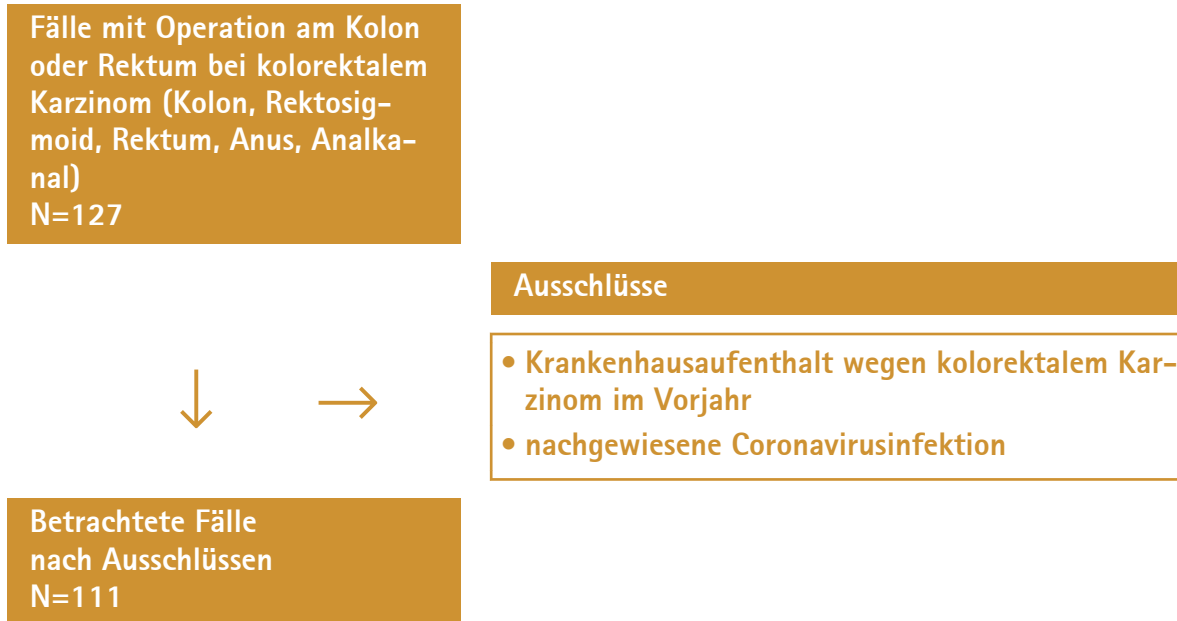 Fälle mit Operation am Kolon
oder Rektum bei kolorektalem
Karzinom (Kolon, Rektosig-
moid, Rektum, Anus, Analka-
nal)
N=127
Ausschlüsse
• Krankenhausaufenthalt wegen kolorektalem Kar-
zinom im Vorjahr
• nachgewiesene Coronavirusinfektion
Betrachtete Fälle
nach Ausschlüssen
N=111